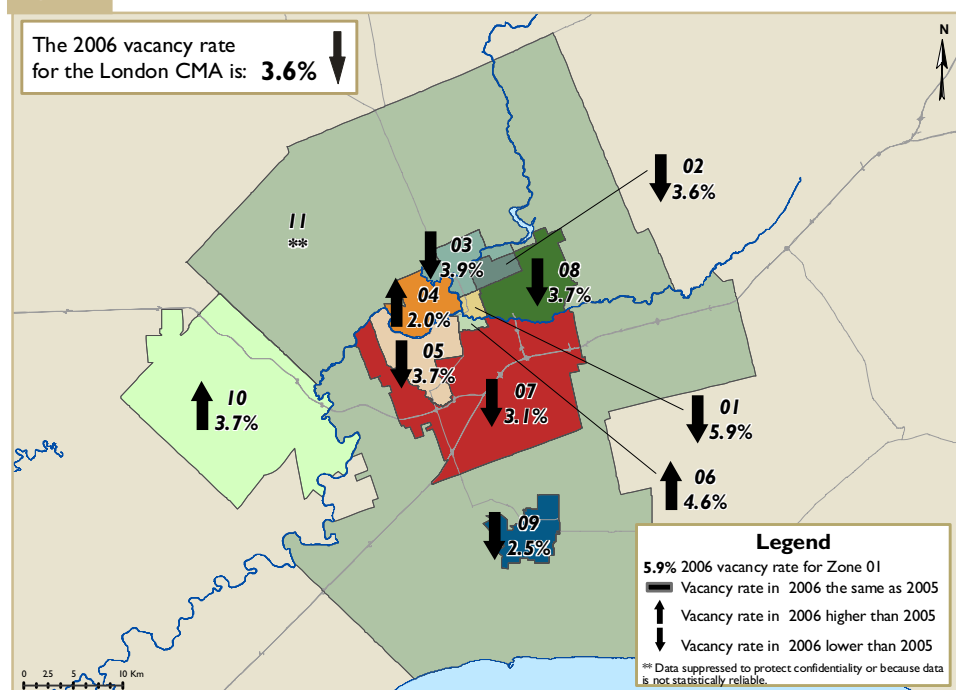 The 2006 vacancy rate
for the London CMA is: 3.6%
N
02
3.6%
11
**
03
3.9%
08
3.7%
04
2.0%
05
3.7%
10
3.7%
07
3.1%
01
5.9%
06
4.6%
09
2.5%
Legend
5.9% 2006 vacancy rate for Zone 01
Vacancy rate in 2006 the same as 2005
Vacancy rate in 2006 higher than 2005
Vacancy rate in 2006 lower than 2005
** Data suppressed to protect confidentiality or because data
is not statistically reliable.
0 25 5 75 10 Km